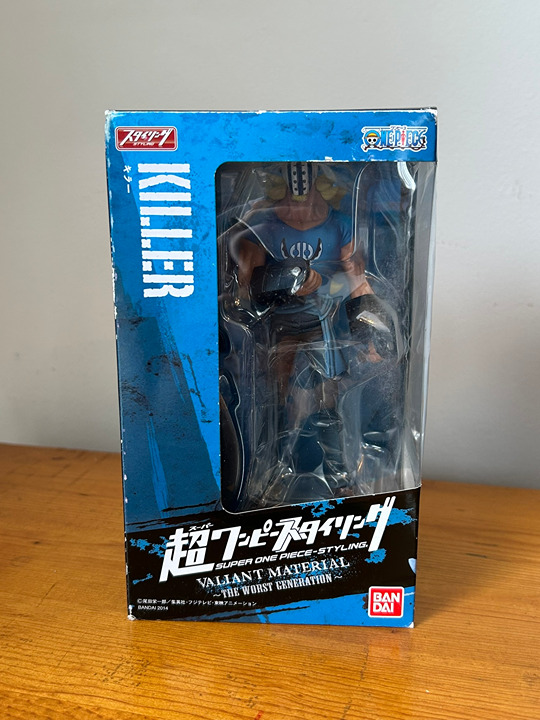 スタイリング
STYLING
ONE PIECE
KILLER
キラー
スーパー
超ワンピーススタイリング
SUPER ONE PIECE-STYLING.
VALIANT MATERIAL
~THE WORST GENERATION~
©尾田栄一郎/集英社・フジテレビ・東映アニメーション
BANDAI 2014
BAN
DAI